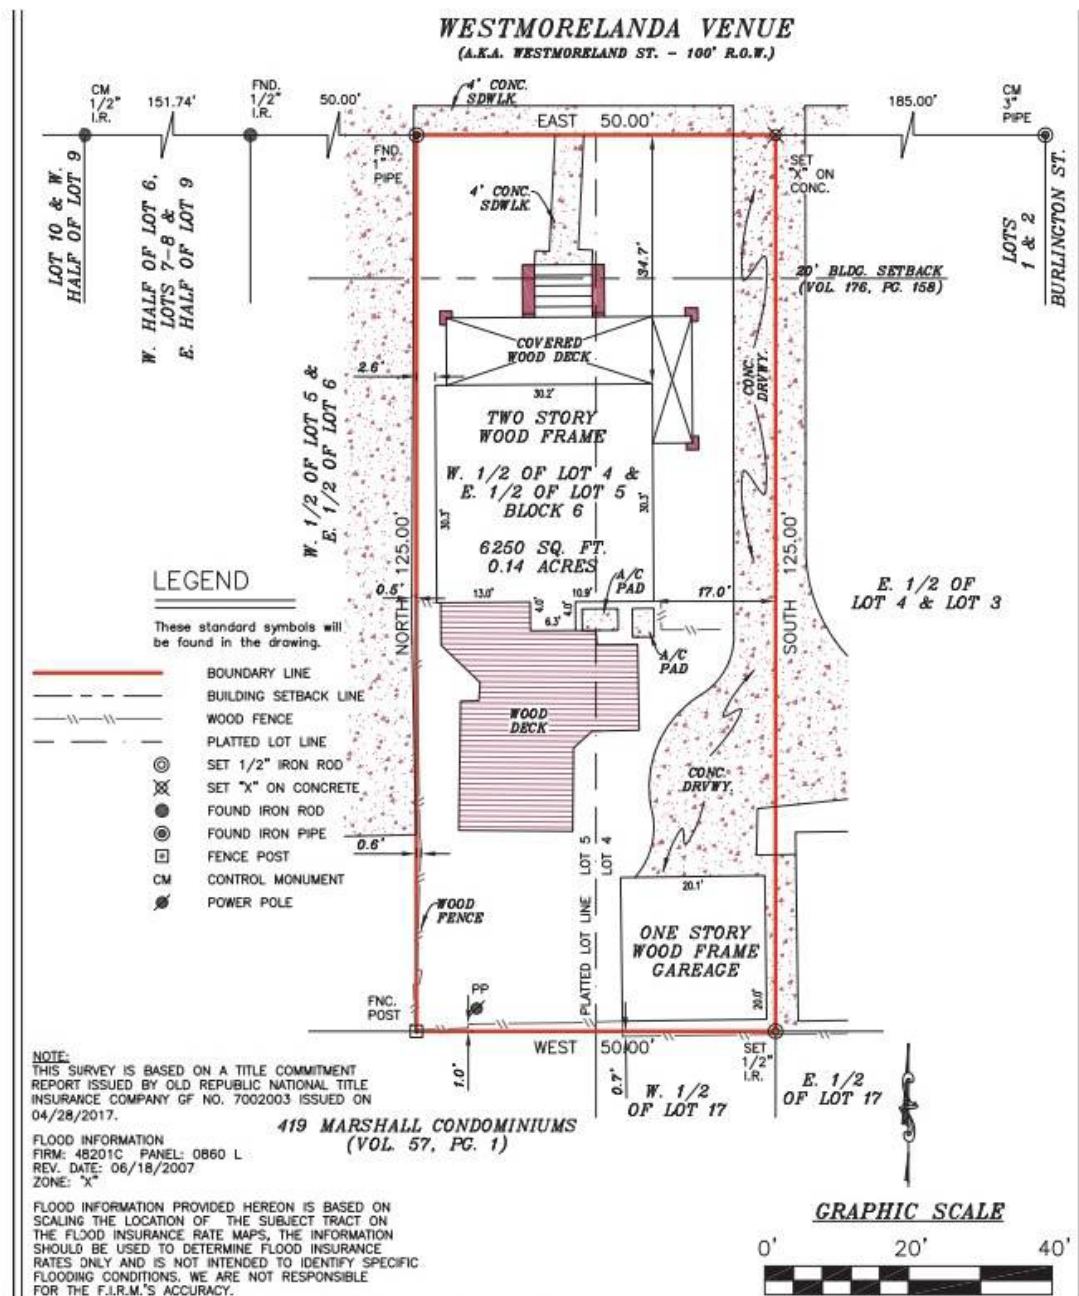 WESTMORELANDA VENUE
(A.K.A. WESTMORELAND ST. - 100' R.O.W.)
CM
1/2"
I.R.
151.74'
FND.
1/2"
I.R.
50.00'
4' CONC.
SDWLK.
EAST 50.00'
185.00'
CM
3"
PIPE
FND.
1"
PIPE
SET
"X" ON
CONC.
LOT 10 & W.
HALF OF LOT 9
W. HALF OF LOT 6,
LOTS 7-8 &
E. HALF OF LOT 9
4' CONC.
SDWLK.
34.7'
LOTS
1 & 2
BURLINGTON ST.
20' BLDG. SETBACK
(VOL. 176, PG. 158)
COVERED
WOOD DECK
CONC.
DRVWY.
2.6'
30.2'
TWO STORY
WOOD FRAME
W. 1/2 OF LOT 5 &
E. 1/2 OF LOT 6
W. 1/2 OF LOT 4 &
E. 1/2 OF LOT 5
BLOCK 6
30.3'
30.3'
6250 SQ. FT.
0.14 ACRES
NORTH 125.00'
SOUTH 125.00'
A/C
PAD
0.5'
13.0'
4.0'
6.3'
4.0'
10.9'
17.0'
A/C
PAD
E. 1/2 OF
LOT 4 & LOT 3
LEGEND
These standard symbols will
be found in the drawing.
BOUNDARY LINE
BUILDING SETBACK LINE
WOOD FENCE
PLATTED LOT LINE
SET 1/2" IRON ROD
SET "X" ON CONCRETE
FOUND IRON ROD
FOUND IRON PIPE
FENCE POST
CM CONTROL MONUMENT
POWER POLE
WOOD
DECK
CONC.
DRVWY.
0.6'
WOOD
FENCE
PLATTED LOT LINE
LOT 5
LOT 4
20.1'
ONE STORY
WOOD FRAME
GAREAGE
20.0'
FNC.
POST
PP
WEST 50.00'
SET
1/2"
I.R.
1.0'
0.7'
W. 1/2
OF LOT 17
E. 1/2
OF LOT 17
419 MARSHALL CONDOMINIUMS
(VOL. 57, PG. 1)
NOTE:
THIS SURVEY IS BASED ON A TITLE COMMITMENT
REPORT ISSUED BY OLD REPUBLIC NATIONAL TITLE
INSURANCE COMPANY GF NO. 7002003 ISSUED ON
04/28/2017.
FLOOD INFORMATION
FIRM: 48201C PANEL: 0860 L
REV. DATE: 06/18/2007
ZONE: "X"
FLOOD INFORMATION PROVIDED HEREON IS BASED ON
SCALING THE LOCATION OF THE SUBJECT TRACT ON
THE FLOOD INSURANCE RATE MAPS, THE INFORMATION
SHOULD BE USED TO DETERMINE FLOOD INSURANCE
RATES ONLY AND IS NOT INTENDED TO IDENTIFY SPECIFIC
FLOODING CONDITIONS. WE ARE NOT RESPONSIBLE
FOR THE F.I.R.M.'S ACCURACY.
GRAPHIC SCALE
0' 20' 40'